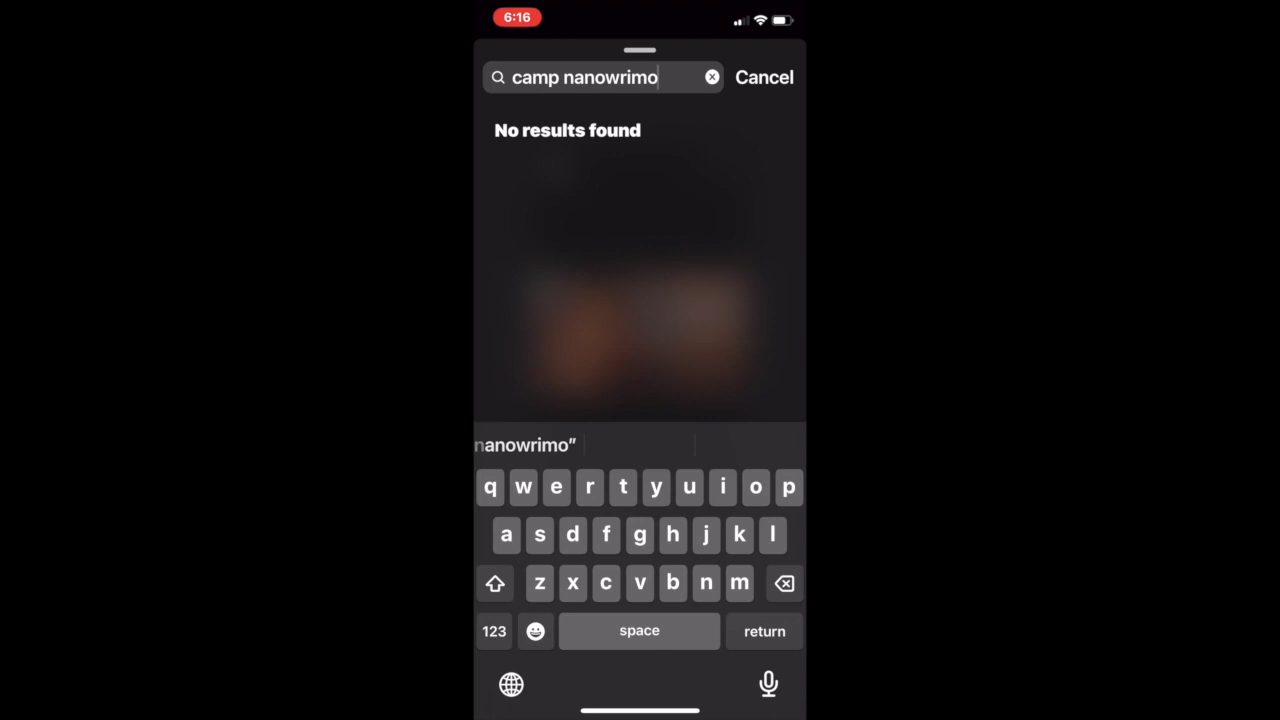 6:16
camp nanowrimo
Cancel
No results found
nanowrimo”
q w e r t y u i o p
a s d f g h j k l
z x c v b n m
123 space return